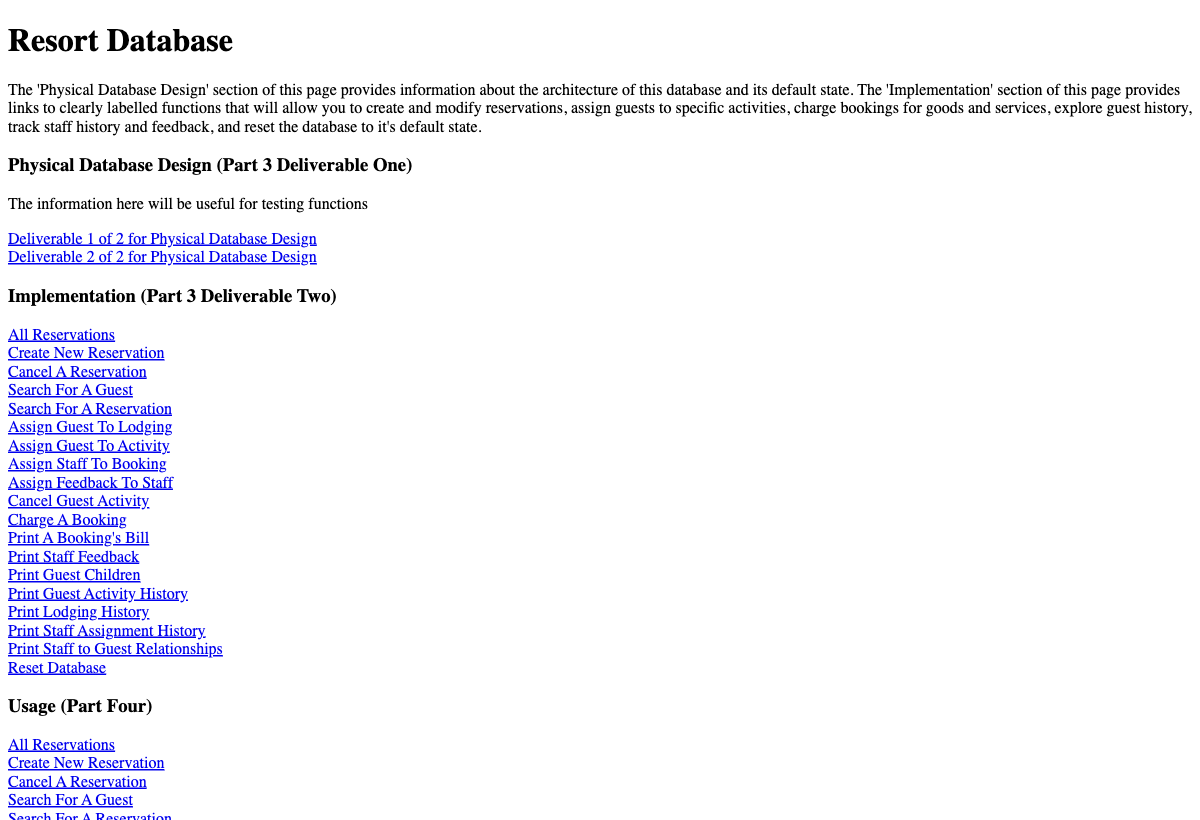 Resort Database
The 'Physical Database Design' section of this page provides information about the architecture of this database and its default state. The 'Implementation' section of this page provides
links to clearly labelled functions that will allow you to create and modify reservations, assign guests to specific activities, charge bookings for goods and services, explore guest history,
track staff history and feedback, and reset the database to it's default state.
Physical Database Design (Part 3 Deliverable One)
The information here will be useful for testing functions
Deliverable 1 of 2 for Physical Database Design
Deliverable 2 of 2 for Physical Database Design
Implementation (Part 3 Deliverable Two)
All Reservations
Create New Reservation
Cancel A Reservation
Search For A Guest
Search For A Reservation
Assign Guest To Lodging
Assign Guest To Activity
Assign Staff To Booking
Assign Feedback To Staff
Cancel Guest Activity
Charge A Booking
Print A Booking's Bill
Print Staff Feedback
Print Guest Children
Print Guest Activity History
Print Lodging History
Print Staff Assignment History
Print Staff to Guest Relationships
Reset Database
Usage (Part Four)
All Reservations
Create New Reservation
Cancel A Reservation
Search For A Guest
Search For A Reservation